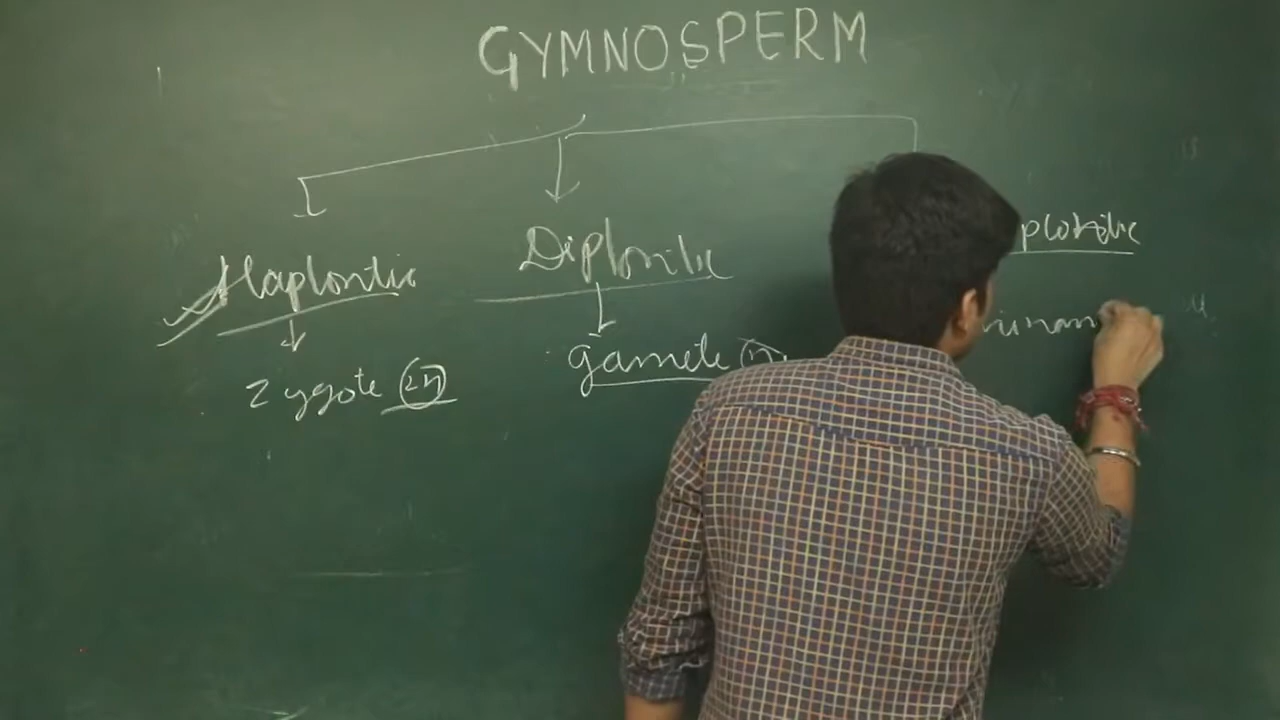 GYMNOSPERM
Haplontic
Diplontic
Zygote (2n)
gamete (n)